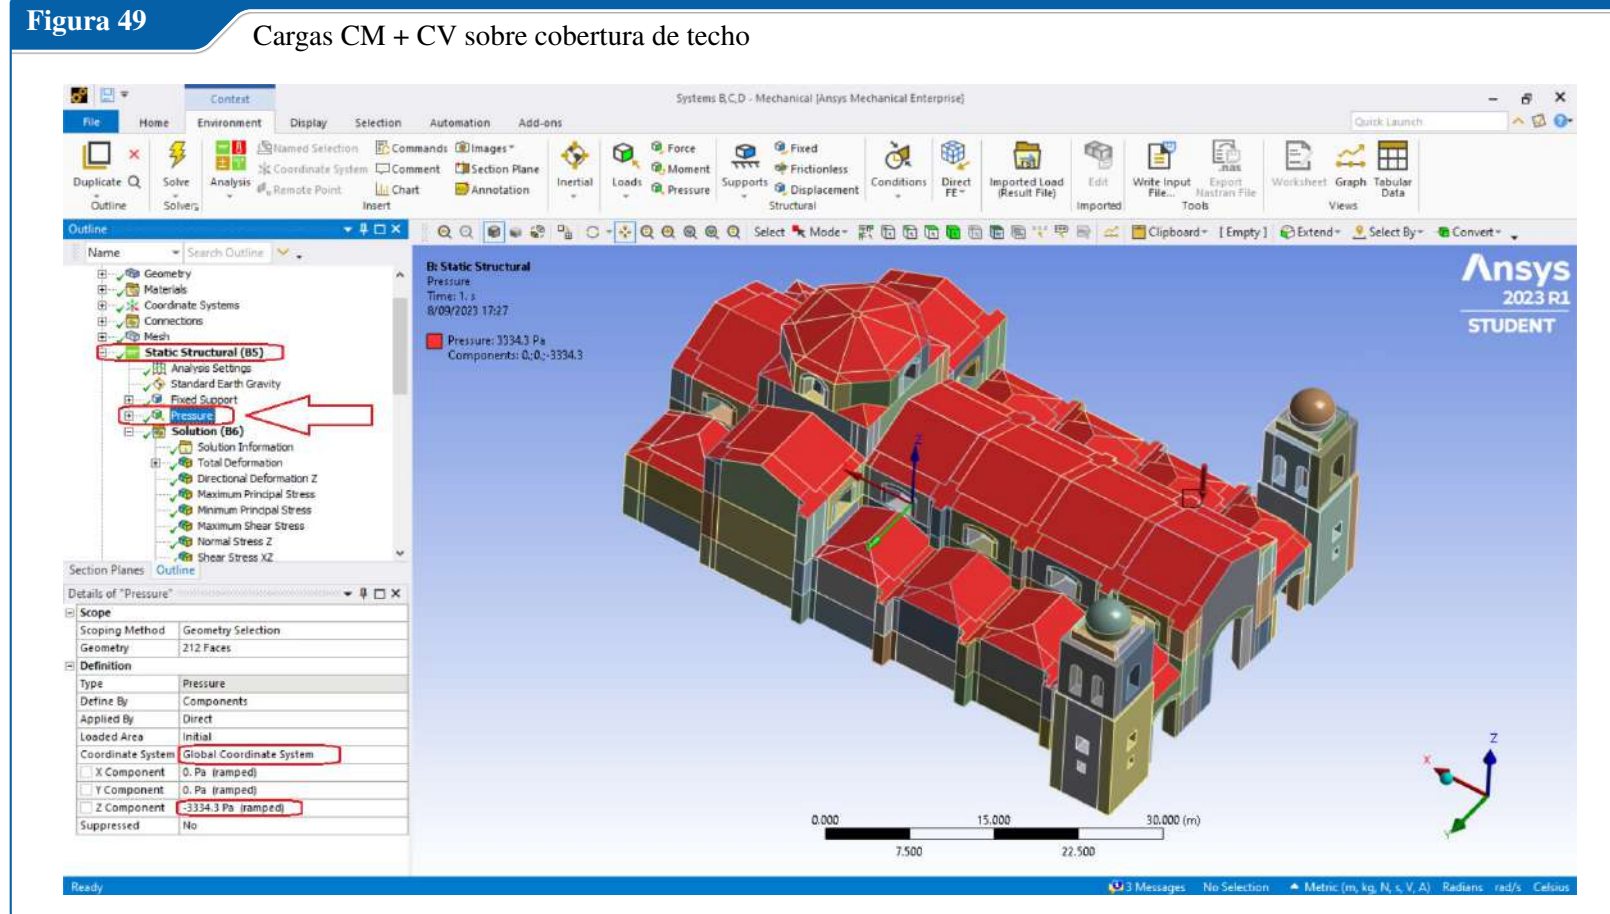 Figura 49
Cargas CM + CV sobre cobertura de techo
Context
Systems B,C,D - Mechanical [Ansys Mechanical Enterprise]
File Home Environment Display Selection Automation Add-ons
Quick Launch
Duplicate
Outline
Solve
Solvers
Analysis
Named Selection
Coordinate System
Remote Point
Commands
Comment
Chart
Images
Section Plane
Annotation
Insert
Inertial
Loads
Force
Moment
Pressure
Supports
Fixed
Frictionless
Displacement
Structural
Conditions
Direct
FE
Imported Load
(Result File)
Edit
Imported
Write Input
File...
Export
Nastran File
Tools
Worksheet
Graph
Tabular
Data
Views
Outline
Name
Search Outline
Select Mode Clipboard [ Empty ] Extend Select By Convert
Geometry
Materials
Coordinate Systems
Connections
Mesh
Static Structural (B5)
Analysis Settings
Standard Earth Gravity
Fixed Support
Pressure
Solution (B6)
Solution Information
Total Deformation
Directional Deformation Z
Maximum Principal Stress
Minimum Principal Stress
Maximum Shear Stress
Normal Stress Z
Shear Stress XZ
Section Planes Outline
Details of "Pressure"
Scope
Scoping Method Geometry Selection
Geometry 212 Faces
Definition
Type Pressure
Define By Components
Applied By Direct
Loaded Area Initial
Coordinate System Global Coordinate System
X Component 0. Pa (ramped)
Y Component 0. Pa (ramped)
Z Component -3334.3 Pa (ramped)
Suppressed No
B: Static Structural
Pressure
Time: 1. s
8/09/2023 17:27
Pressure: 3334.3 Pa
Components: 0.;0.;-3334.3
Ansys
2023 R1
STUDENT
Z
Z
X
Y
0.000 15.000 30.000 (m)
7.500 22.500
Ready
3 Messages No Selection Metric (m, kg, N, s, V, A) Radians rad/s Celsius